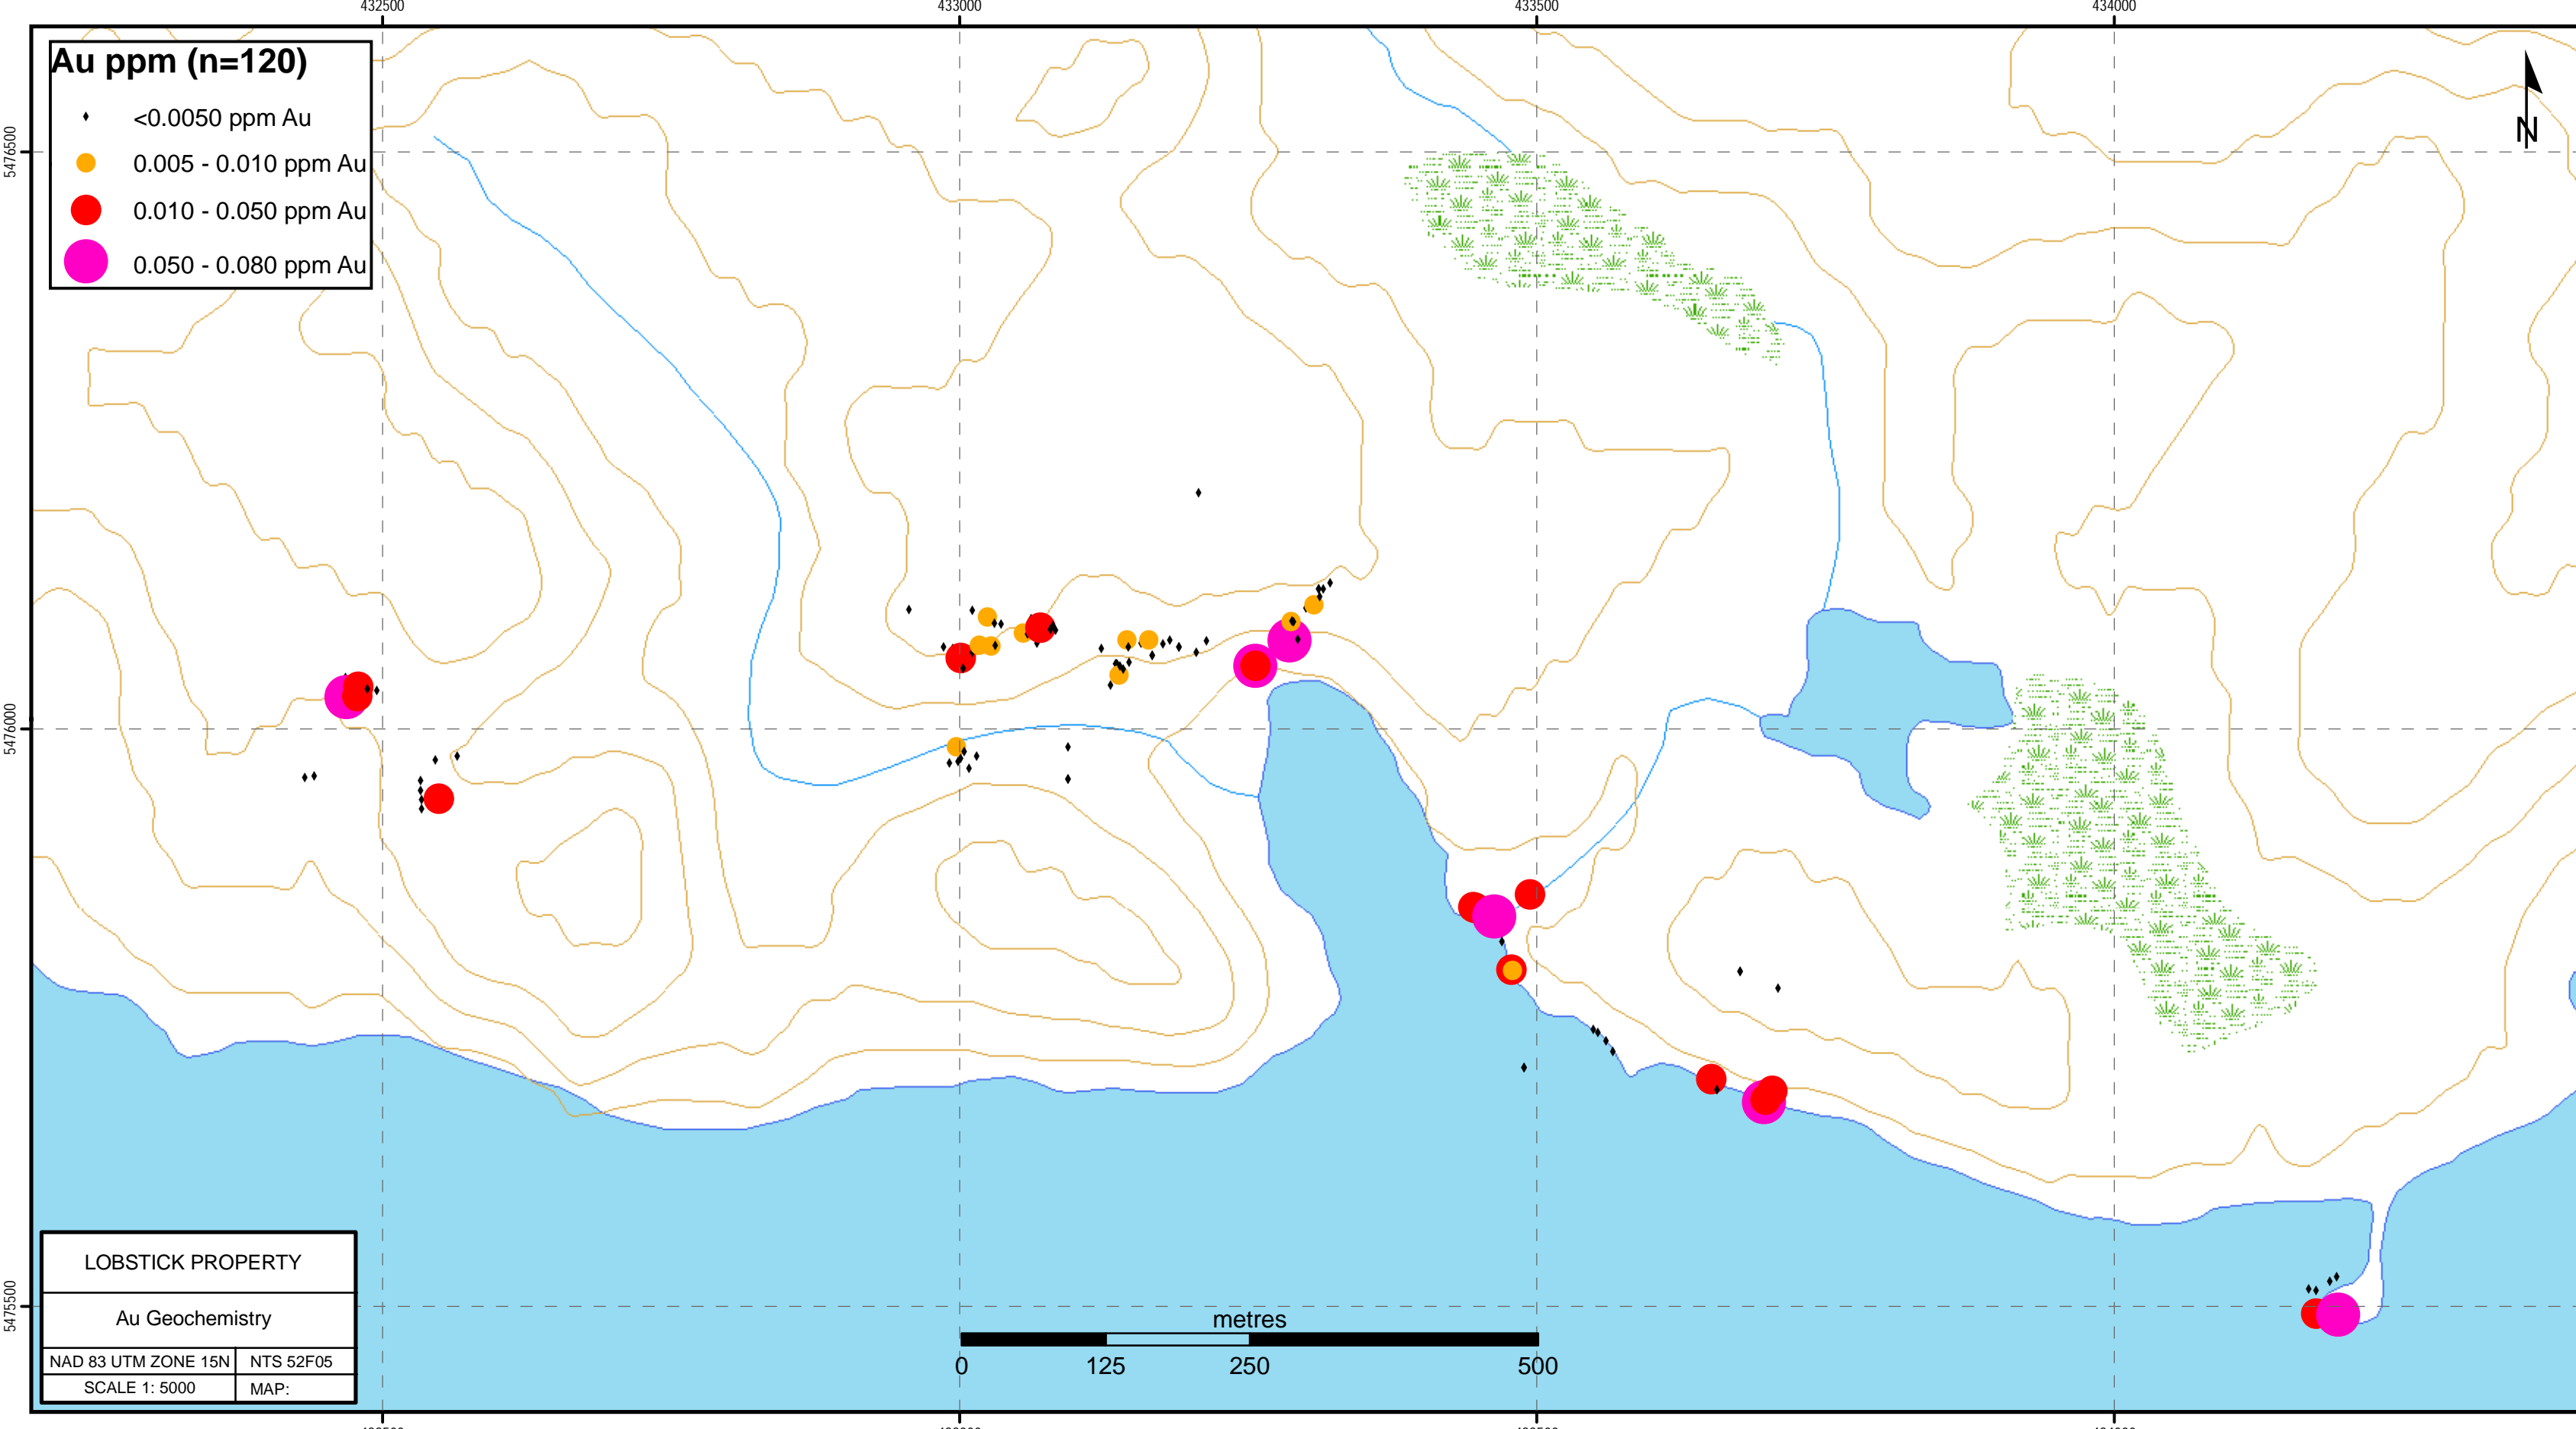 432500 433000 433500 434000
Au ppm (n=120)
<0.0050 ppm Au
0.005 - 0.010 ppm Au
0.010 - 0.050 ppm Au
0.050 - 0.080 ppm Au
N
5476500
5476000
5475500
LOBSTICK PROPERTY
Au Geochemistry
NAD 83 UTM ZONE 15N NTS 52F05
SCALE 1: 5000 MAP:
metres
0 125 250 500